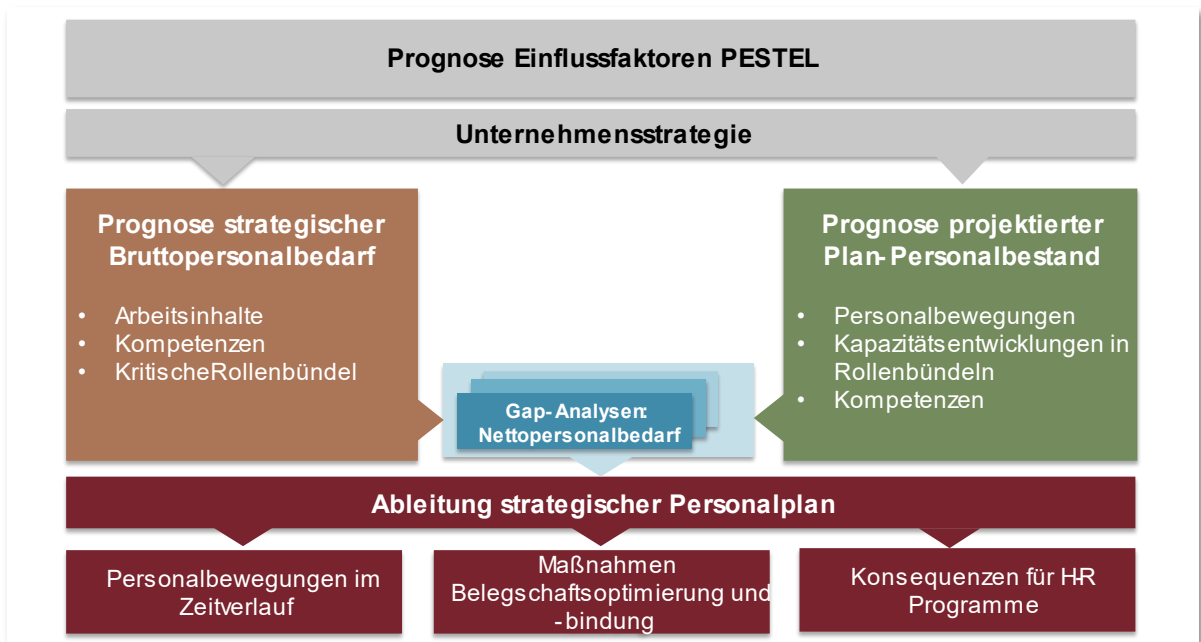 Prognose Einflussfaktoren PESTEL
Unternehmensstrategie
Prognose strategischer
Bruttopersonalbedarf
• Arbeitsinhalte
• Kompetenzen
• KritischeRollenbündel
Prognose projektierter
Plan-Personalbestand
• Personalbewegungen
• Kapazitätsentwicklungen in
Rollenbündeln
• Kompetenzen
Gap-Analysen:
Nettopersonalbedarf
Ableitung strategischer Personalplan
Personalbewegungen im
Zeitverlauf
Maßnahmen
Belegschaftsoptimierung und
-bindung
Konsequenzen für HR
Programme